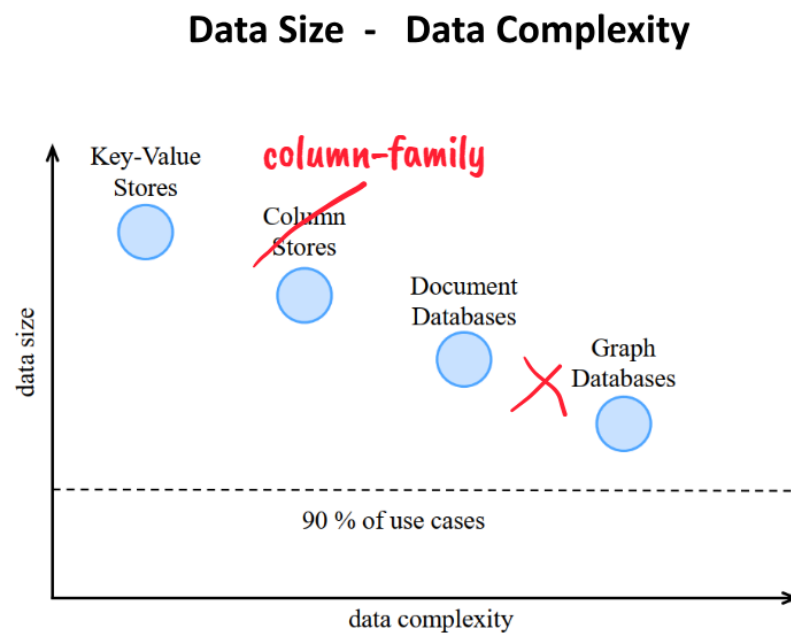 Data Size - Data Complexity
Key-Value
Stores
column-family
Column
Stores
Document
Databases
Graph
Databases
data size
90 % of use cases
data complexity